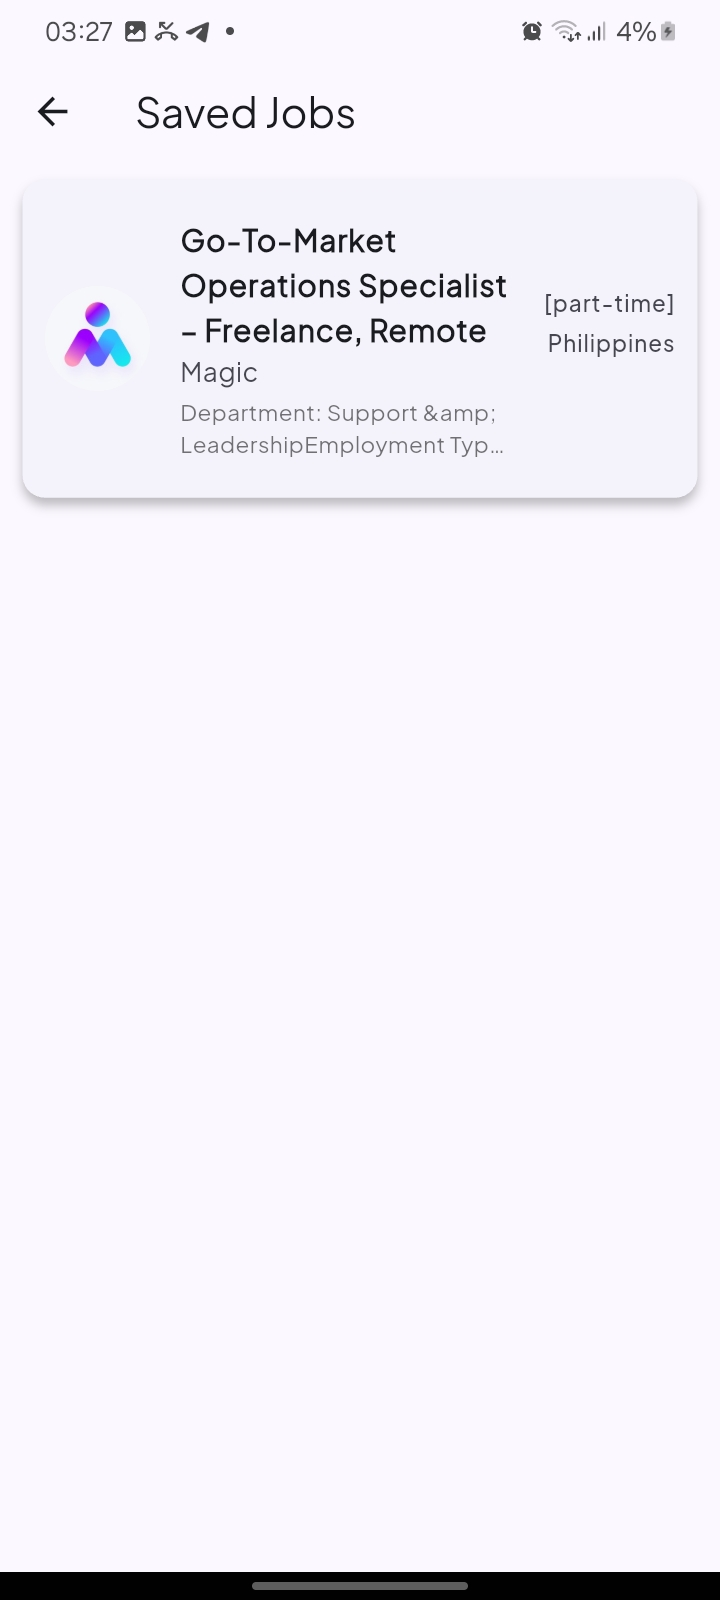 03:27
4%
Saved Jobs
Go-To-Market
Operations Specialist
– Freelance, Remote
Magic
Department: Support &amp;amp;
LeadershipEmployment Typ…
[part-time]
Philippines